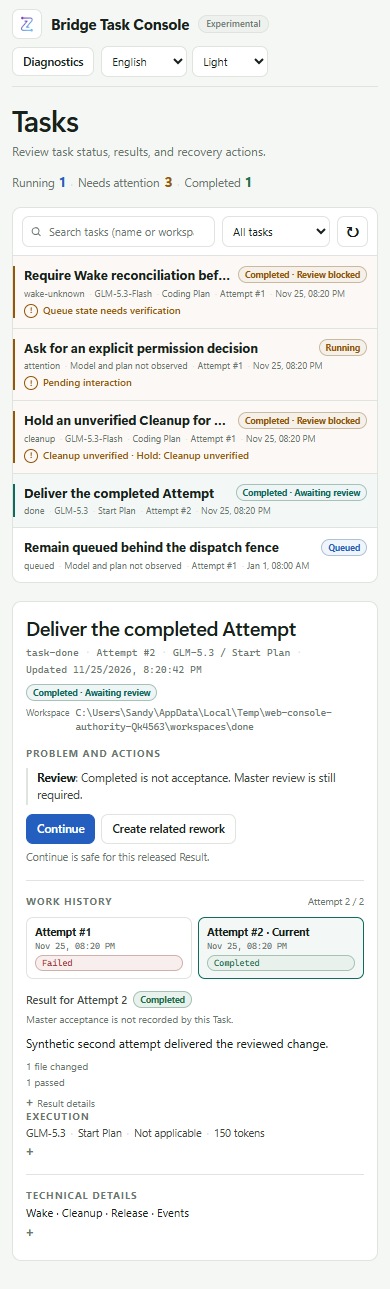 Bridge Task Console Experimental
Diagnostics English Light
Tasks
Review task status, results, and recovery actions.
Running 1 · Needs attention 3 · Completed 1
Search tasks (name or worksp All tasks ↻
Require Wake reconciliation bef... Completed · Review blocked
wake-unknown · GLM-5.3-Flash · Coding Plan · Attempt #1 · Nov 25, 08:20 PM
! Queue state needs verification
Ask for an explicit permission decision Running
attention · Model and plan not observed · Attempt #1 · Nov 25, 08:20 PM
! Pending interaction
Hold an unverified Cleanup for ... Completed · Review blocked
cleanup · GLM-5.3-Flash · Coding Plan · Attempt #1 · Nov 25, 08:20 PM
! Cleanup unverified · Hold: Cleanup unverified
Deliver the completed Attempt Completed · Awaiting review
done · GLM-5.3 · Start Plan · Attempt #2 · Nov 25, 08:20 PM
Remain queued behind the dispatch fence Queued
queued · Model and plan not observed · Attempt #1 · Jan 1, 08:00 AM
Deliver the completed Attempt
task-done · Attempt #2 · GLM-5.3 / Start Plan ·
Updated 11/25/2026, 8:20:42 PM
Completed · Awaiting review
Workspace C:\Users\Sandy\AppData\Local\Temp\web-console-
authority-Qk4563\workspaces\done
PROBLEM AND ACTIONS
Review: Completed is not acceptance. Master review is still
required.
Continue Create related rework
Continue is safe for this released Result.
WORK HISTORY Attempt 2 / 2
Attempt #1 Attempt #2 · Current
Nov 25, 08:20 PM Nov 25, 08:20 PM
Failed Completed
Result for Attempt 2 Completed
Master acceptance is not recorded by this Task.
Synthetic second attempt delivered the reviewed change.
1 file changed
1 passed
+ Result details
EXECUTION
GLM-5.3 · Start Plan · Not applicable · 150 tokens
+
TECHNICAL DETAILS
Wake · Cleanup · Release · Events
+